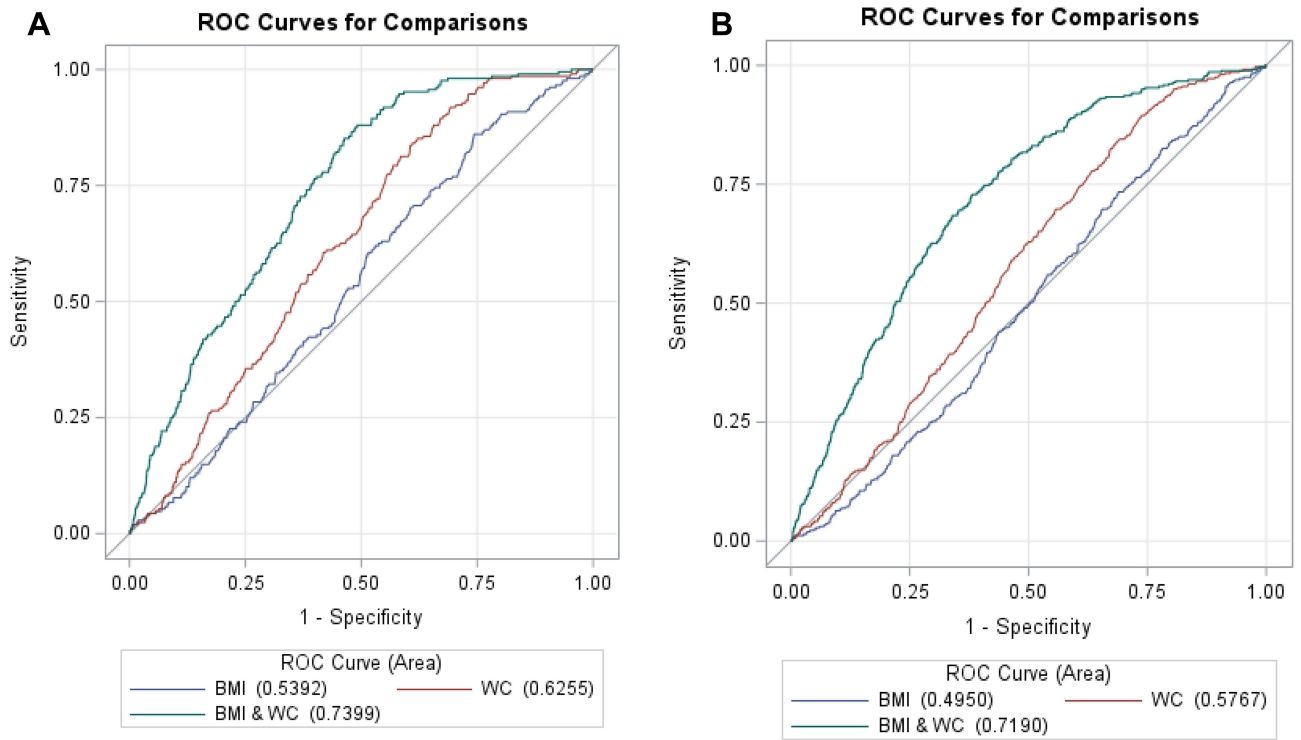 A
ROC Curves for Comparisons
1.00
0.75
0.50
0.25
0.00
Sensitivity
0.00 0.25 0.50 0.75 1.00
1 - Specificity
ROC Curve (Area)
BMI (0.5392) WC (0.6255)
BMI & WC (0.7399)
B
ROC Curves for Comparisons
1.00
0.75
0.50
0.25
0.00
Sensitivity
0.00 0.25 0.50 0.75 1.00
1 - Specificity
ROC Curve (Area)
BMI (0.4950) WC (0.5767)
BMI & WC (0.7190)